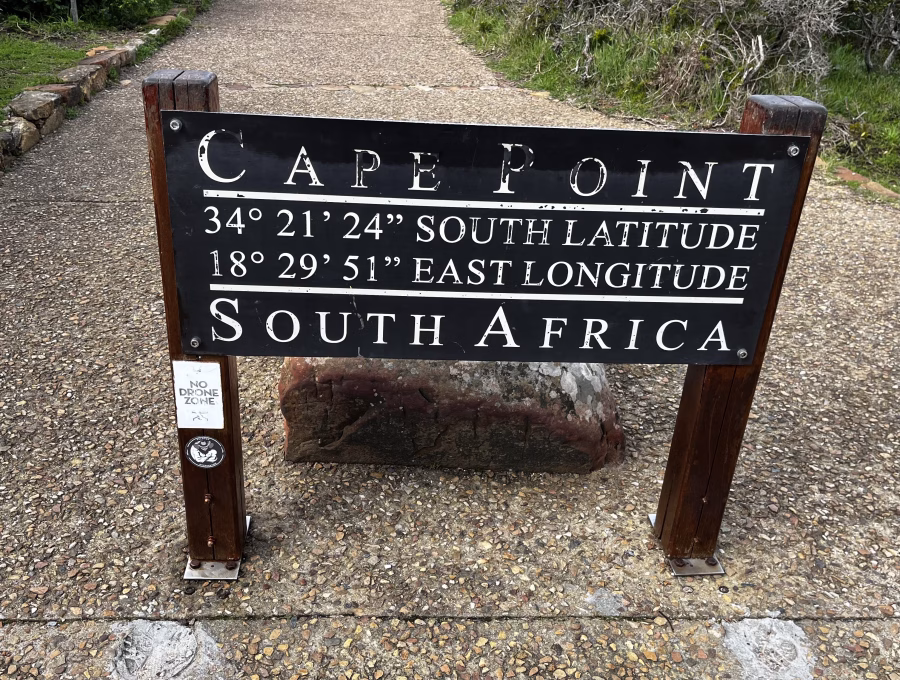 CAPE POINT
34° 21’ 24” SOUTH LATITUDE
18° 29’ 51” EAST LONGITUDE
SOUTH AFRICA
NO
DRONE
ZONE